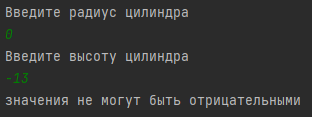 Введите радиус цилиндра
0
Введите высоту цилиндра
-13
значения не могут быть отрицательными